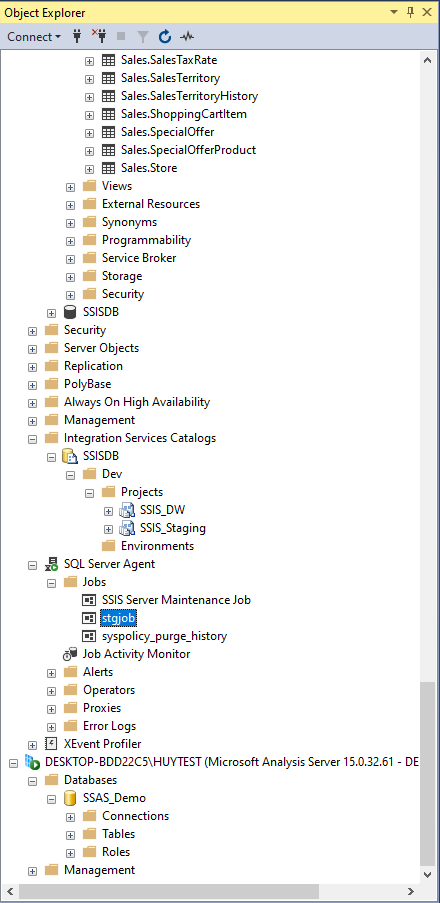 Object Explorer
Connect
Sales.SalesTaxRate
Sales.SalesTerritory
Sales.SalesTerritoryHistory
Sales.ShoppingCartItem
Sales.SpecialOffer
Sales.SpecialOfferProduct
Sales.Store
Views
External Resources
Synonyms
Programmability
Service Broker
Storage
Security
SSISDB
Security
Server Objects
Replication
PolyBase
Always On High Availability
Management
Integration Services Catalogs
SSISDB
Dev
Projects
SSIS_DW
SSIS_Staging
Environments
SQL Server Agent
Jobs
SSIS Server Maintenance Job
stgjob
syspolicy_purge_history
Job Activity Monitor
Alerts
Operators
Proxies
Error Logs
XEvent Profiler
DESKTOP-BDD22C5\HUYTEST (Microsoft Analysis Server 15.0.32.61 - DE
Databases
SSAS_Demo
Connections
Tables
Roles
Management